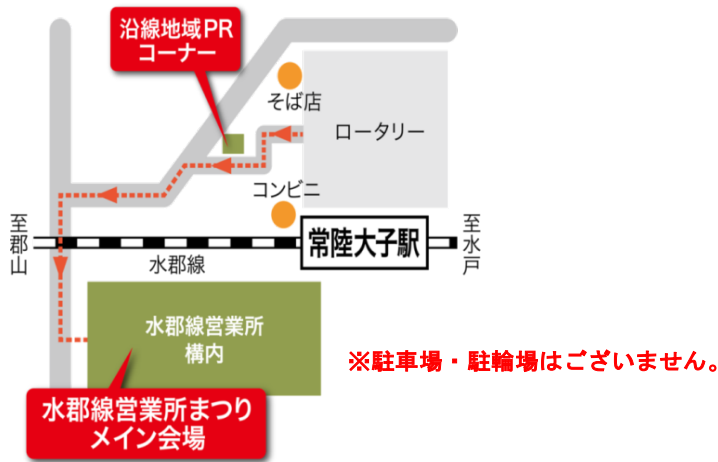 沿線地域PR
コーナー
そば店
ロータリー
コンビニ
至郡山
常陸大子駅
至水戸
水郡線
水郡線営業所
構内
※駐車場・駐輪場はございません。
水郡線営業所まつり
メイン会場